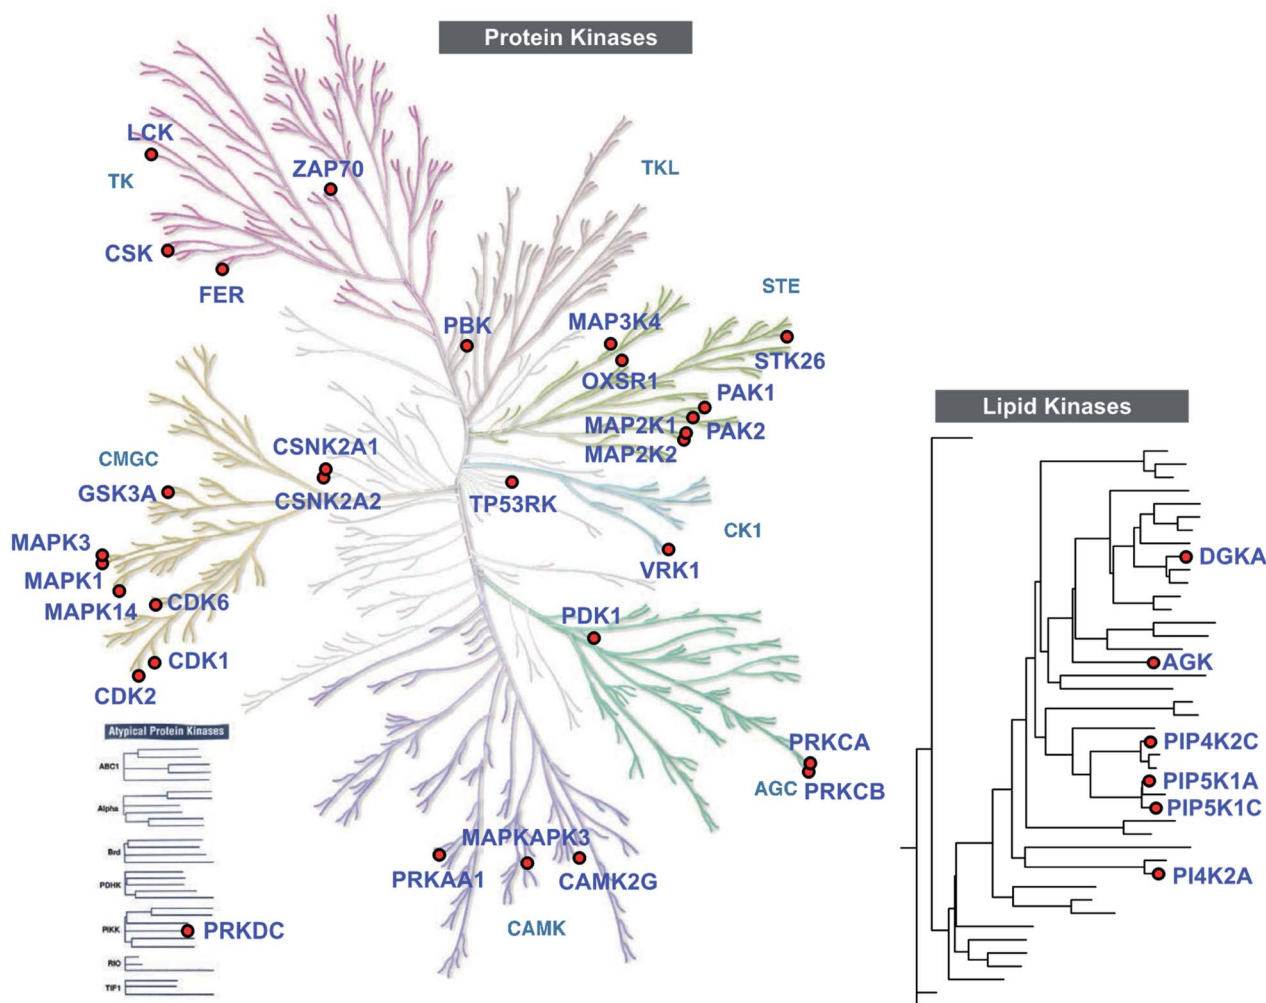 Protein Kinases
LCK
ZAP70
TK
TKL
CSK
FER
STE
PBK
MAP3K4
OXSR1
STK26
PAK1
MAP2K1
PAK2
MAP2K2
Lipid Kinases
CSNK2A1
CMGC
GSK3A
CSNK2A2
TP53RK
CK1
MAPK3
MAPK1
VRK1
DGKA
MAPK14
CDK6
PDK1
CDK1
AGK
CDK2
Atypical Protein Kinases
ABC1
Alpha
Brd
PDHK
PIKK
PRKDC
RIO
TIF1
PRKCA
AGC
PRKCB
PIP4K2C
PIP5K1A
PIP5K1C
MAPKAPK3
PRKAA1
CAMK2G
PI4K2A
CAMK